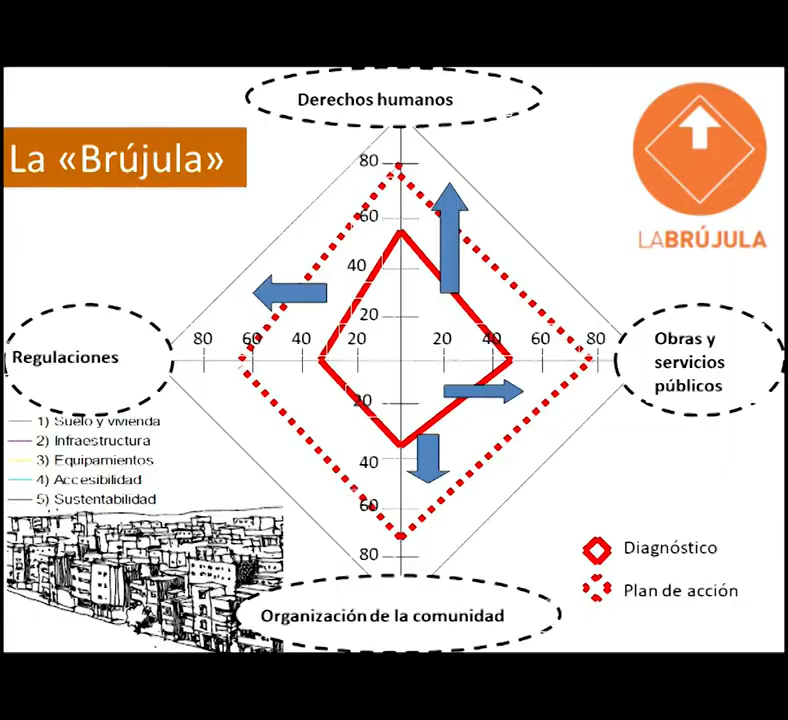 Derechos humanos
La «Brújula»
LABRÚJULA
80
60
40
20
80
60
40
20
20
40
60
80
20
40
60
80
Regulaciones
Obras y
servicios
públicos
1) Suelo y vivienda
2) Infraestructura
3) Equipamientos
4) Accesibilidad
5) Sustentabilidad
Diagnóstico
Plan de acción
Organización de la comunidad